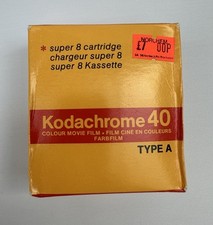 * super 8 cartridge
chargeur super 8
super 8 Kassette
£7 00P
Kodachrome 40
COLOUR MOVIE FILM • FILM CINÉ EN COULEURS
FARBFILM
TYPE A